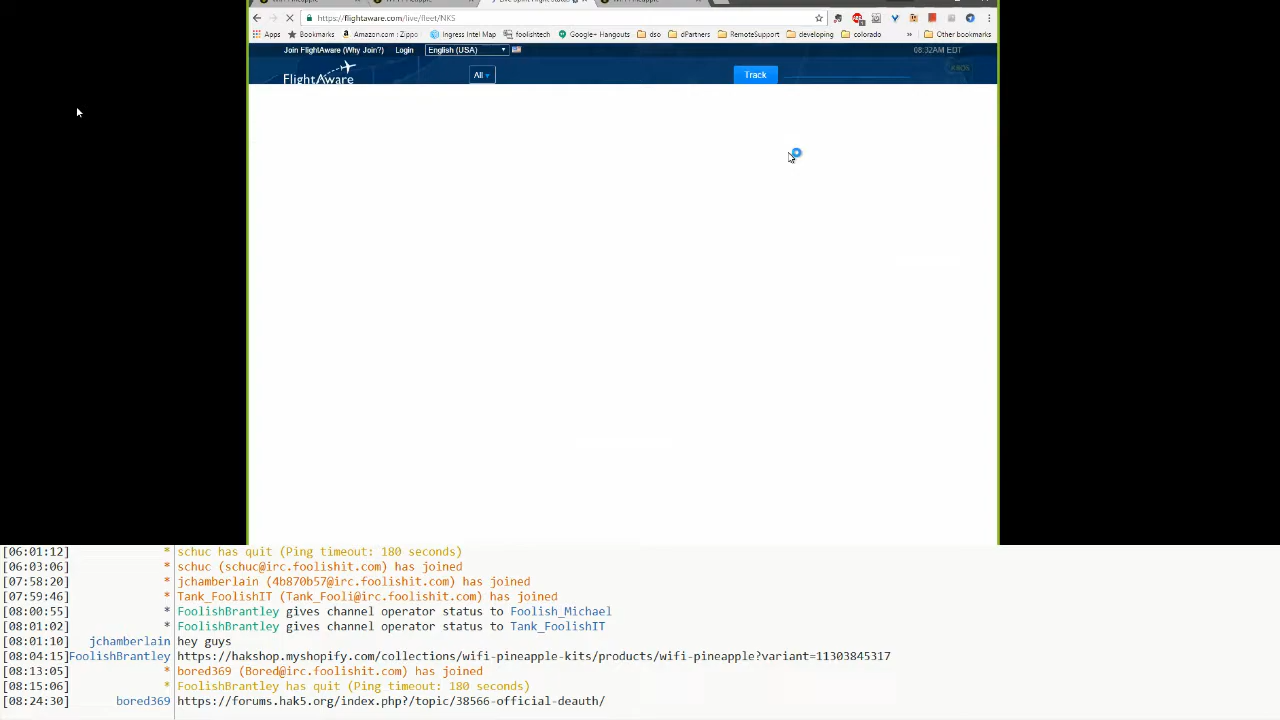 https://flightaware.com/live/fleet/NKS
Apps Bookmarks Amazon.com : Zippo Ingress Intel Map foolishtech Google+ Hangouts dso dPartners RemoteSupport developing colorado » Other bookmarks
Join FlightAware (Why Join?) Login English (USA) 08:32AM EDT
FlightAware All Track
[06:01:12] * schuc has quit (Ping timeout: 180 seconds)
[06:03:06] * schuc (schuc@irc.foolishit.com) has joined
[07:58:20] * jchamberlain (4b870b57@irc.foolishit.com) has joined
[07:59:46] * Tank_FoolishIT (Tank_Fooli@irc.foolishit.com) has joined
[08:00:55] * FoolishBrantley gives channel operator status to Foolish_Michael
[08:01:02] * FoolishBrantley gives channel operator status to Tank_FoolishIT
[08:01:10] jchamberlain hey guys
[08:04:15] FoolishBrantley https://hakshop.myshopify.com/collections/wifi-pineapple-kits/products/wifi-pineapple?variant=11303845317
[08:13:05] * bored369 (Bored@irc.foolishit.com) has joined
[08:15:06] * FoolishBrantley has quit (Ping timeout: 180 seconds)
[08:24:30] bored369 https://forums.hak5.org/index.php?/topic/38566-official-deauth/